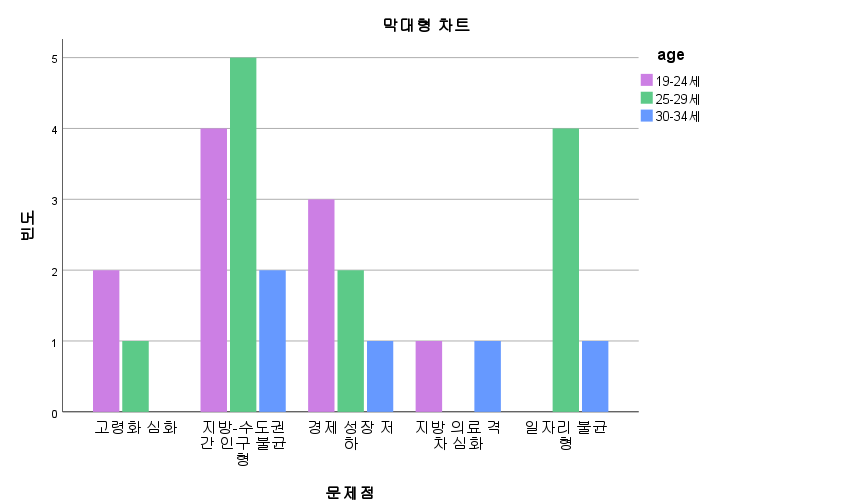 막대형 차트
age
19-24세
25-29세
30-34세
빈도
5
4
3
2
1
0
고령화 심화
지방-수도권
간 인구 불균
형
경제 성장 저
하
지방 의료 격
차 심화
일자리 불균
형
문제점